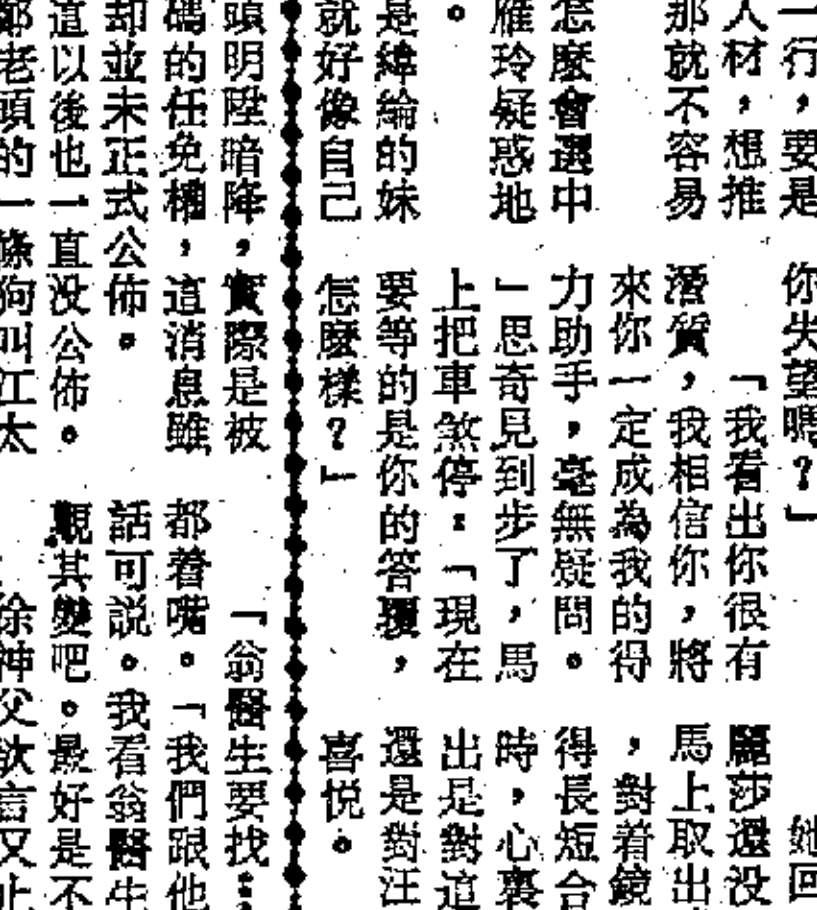 一行，要是
人材，想推
那就不容易
怎麼會選中
雁玲疑惑地
。
是緯綸的妹
就好像自己
你失望嗎？」
「我看出你很有
潛質，我相信你，將
來你一定成為我的得
力助手，毫無疑問。
」思奇見到步了，馬
上把車煞停：「現在
要等的是你的答覆，
怎麼樣？」
她回
麗莎還没
馬上取出
，對着鏡
得長短合
時，心裏
出是對這
還是對汪
喜悦。
頭明陞暗降，實際是被
碼的任免權，這消息雖
却並未正式公佈。
這以後也一直没公佈。
鄭老頭的一條狗叫江太
「翁醫生要找：
都着嘴。「我們跟他
話可説。我看翁醫生
觀其變吧。最好是不
徐神父欲言又止